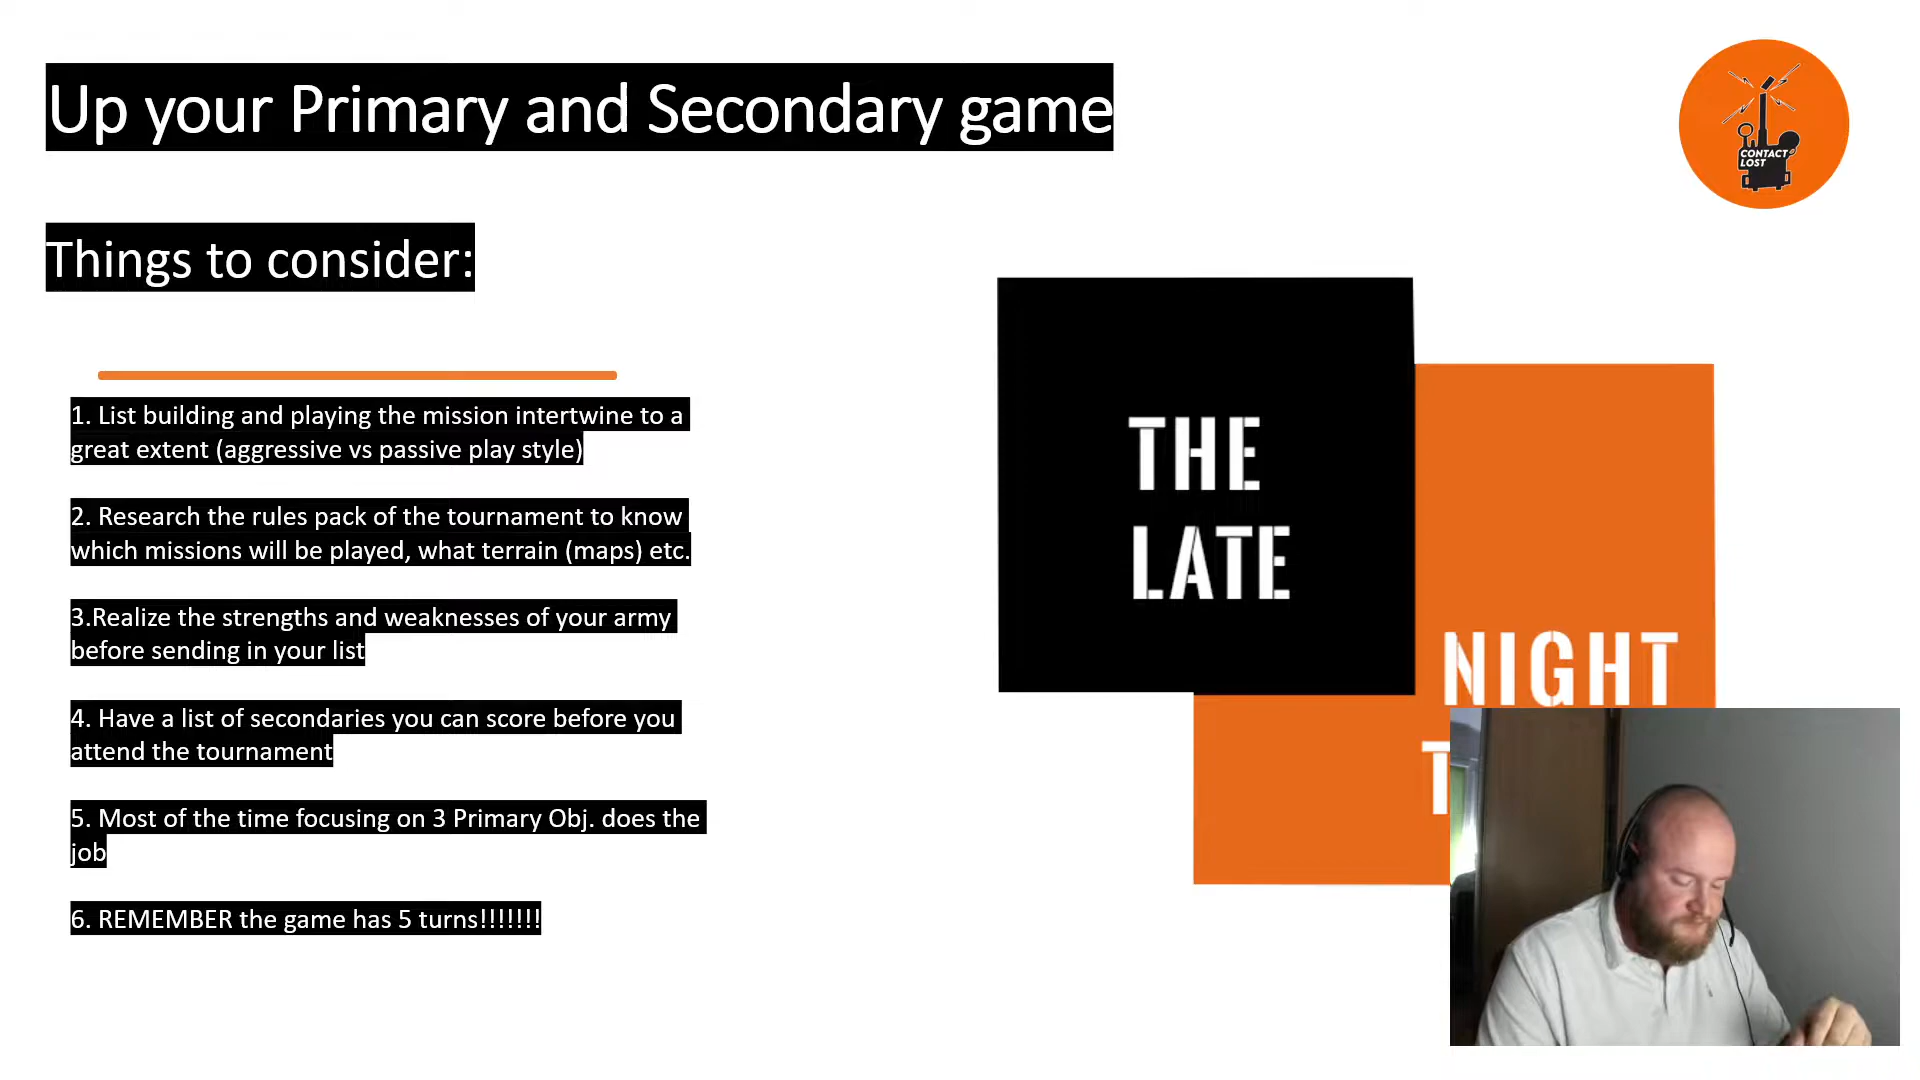 Up your Primary and Secondary game
CONTACT
LOST
Things to consider:
1. List building and playing the mission intertwine to a
great extent (aggressive vs passive play style)
2. Research the rules pack of the tournament to know
which missions will be played, what terrain (maps) etc.
3.Realize the strengths and weaknesses of your army
before sending in your list
4. Have a list of secondaries you can score before you
attend the tournament
5. Most of the time focusing on 3 Primary Obj. does the
job
6. REMEMBER the game has 5 turns!!!!!!!
THE
LATE
NIGHT